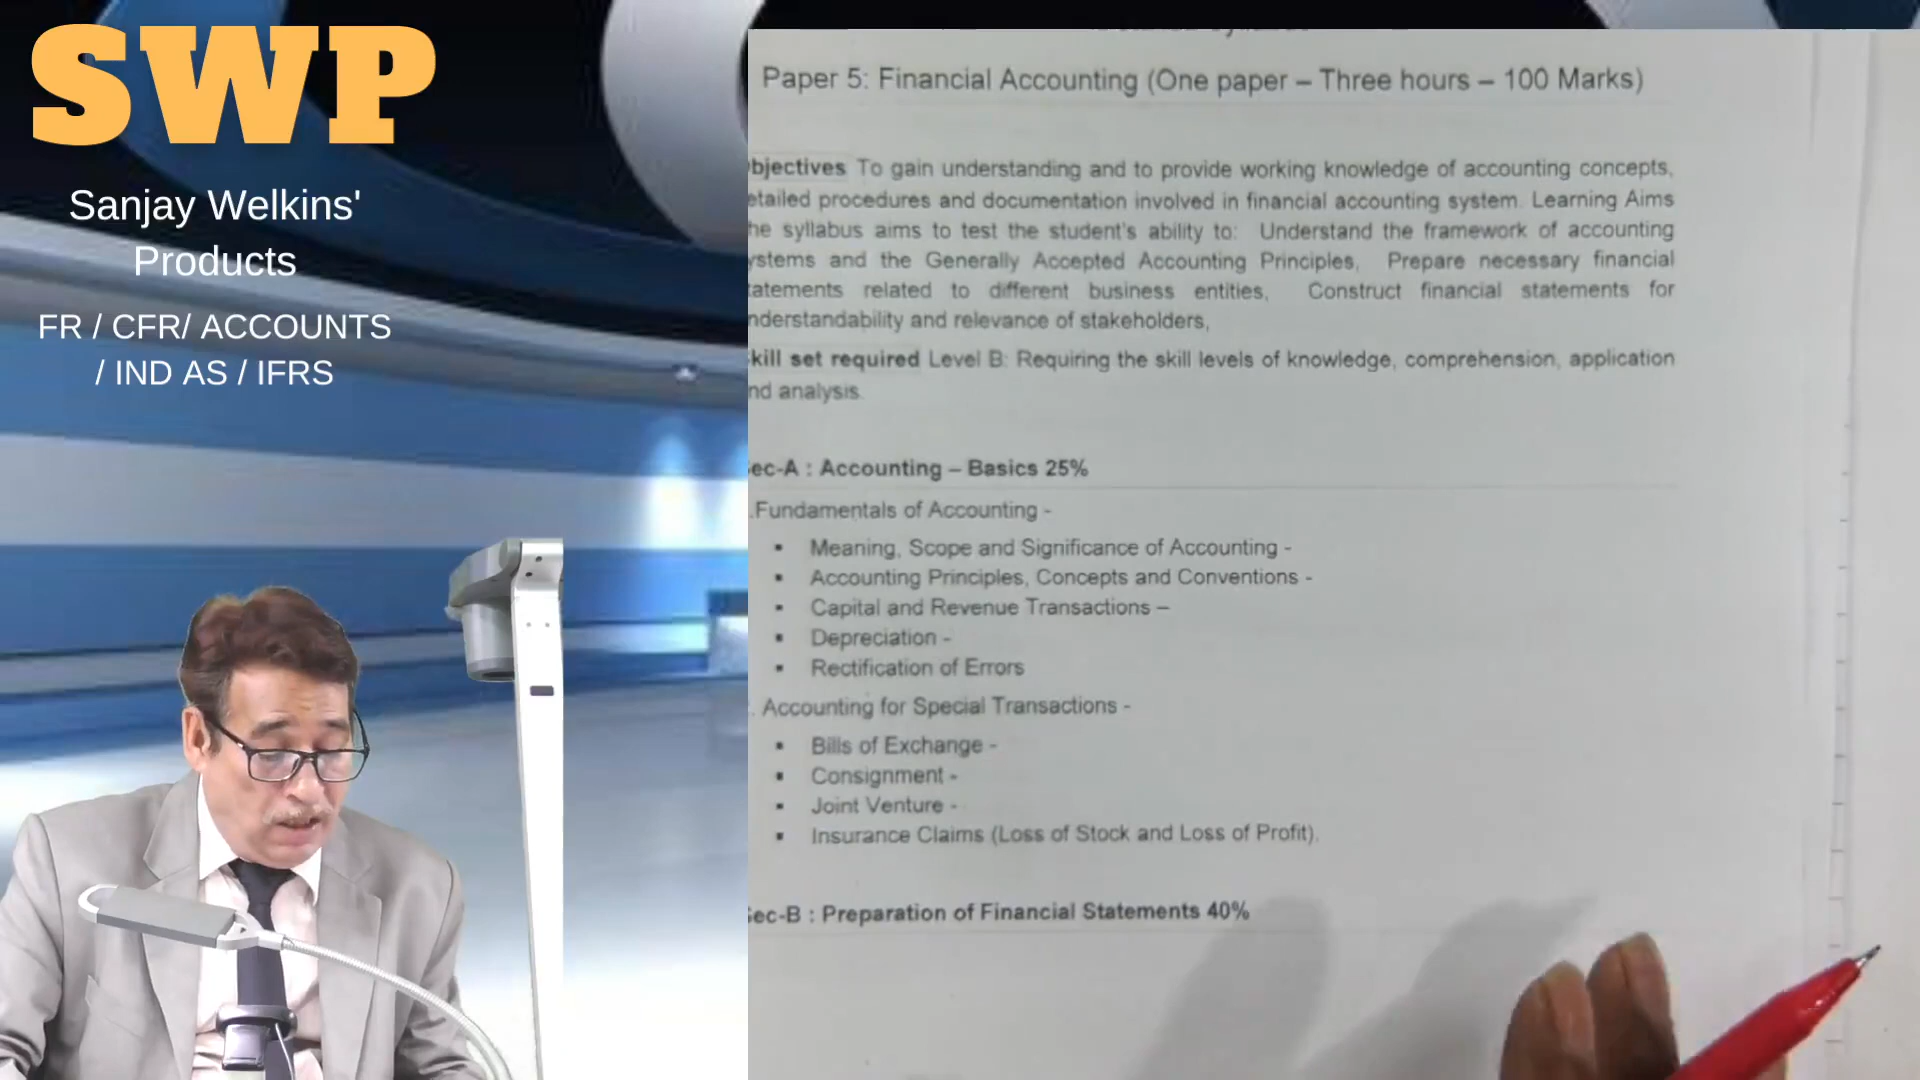 SWP
Sanjay Welkins'
Products
FR / CFR/ ACCOUNTS
/ IND AS / IFRS
Paper 5: Financial Accounting (One paper – Three hours – 100 Marks)
bjectives To gain understanding and to provide working knowledge of accounting concepts,
etailed procedures and documentation involved in financial accounting system. Learning Aims
he syllabus aims to test the student's ability to: Understand the framework of accounting
ystems and the Generally Accepted Accounting Principles, Prepare necessary financial
tatements related to different business entities, Construct financial statements for
nderstandability and relevance of stakeholders,
kill set required Level B: Requiring the skill levels of knowledge, comprehension, application
nd analysis.
ec-A : Accounting – Basics 25%
.Fundamentals of Accounting -
▪ Meaning, Scope and Significance of Accounting -
▪ Accounting Principles, Concepts and Conventions -
▪ Capital and Revenue Transactions –
▪ Depreciation -
▪ Rectification of Errors
. Accounting for Special Transactions -
▪ Bills of Exchange -
▪ Consignment -
▪ Joint Venture -
▪ Insurance Claims (Loss of Stock and Loss of Profit).
ec-B : Preparation of Financial Statements 40%